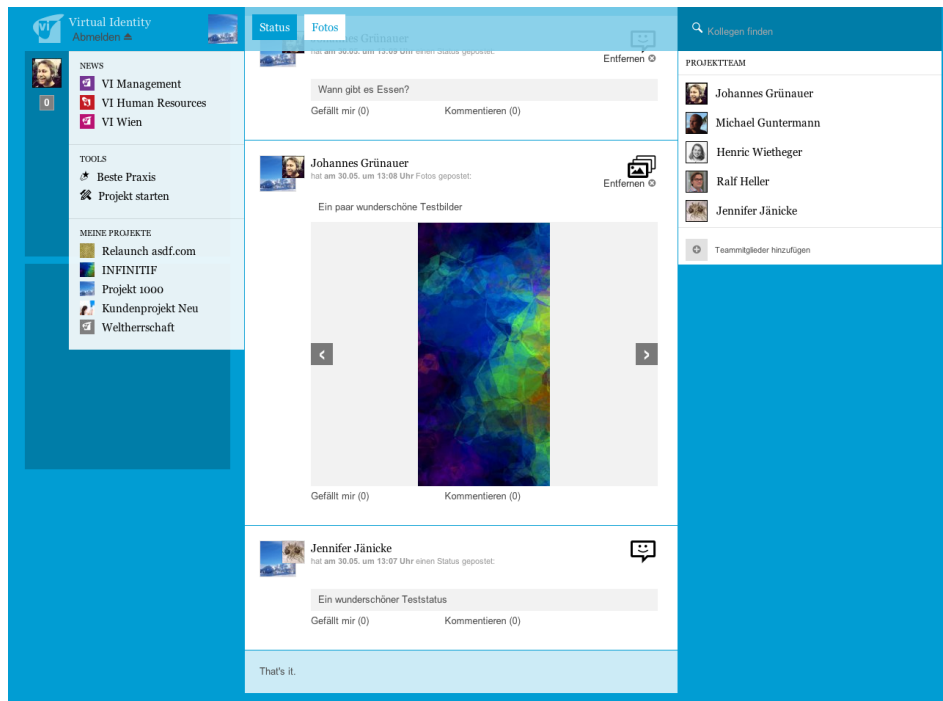 Virtual Identity
Abmelden
0
NEWS
VI Management
VI Human Resources
VI Wien
TOOLS
Beste Praxis
Projekt starten
MEINE PROJEKTE
Relaunch asdf.com
INFINITIF
Projekt 1000
Kundenprojekt Neu
Weltherrschaft
Status
Fotos
Johannes Grünauer
hat am 30.05. um 13:09 Uhr einen Status gepostet:
Entfernen
Wann gibt es Essen?
Gefällt mir (0) Kommentieren (0)
Johannes Grünauer
hat am 30.05. um 13:08 Uhr Fotos gepostet:
Entfernen
Ein paar wunderschöne Testbilder
Gefällt mir (0) Kommentieren (0)
Jennifer Jänicke
hat am 30.05. um 13:07 Uhr einen Status gepostet:
Ein wunderschöner Teststatus
Gefällt mir (0) Kommentieren (0)
That's it.
Kollegen finden
PROJEKTTEAM
Johannes Grünauer
Michael Guntermann
Henric Wietheger
Ralf Heller
Jennifer Jänicke
Teammitglieder hinzufügen